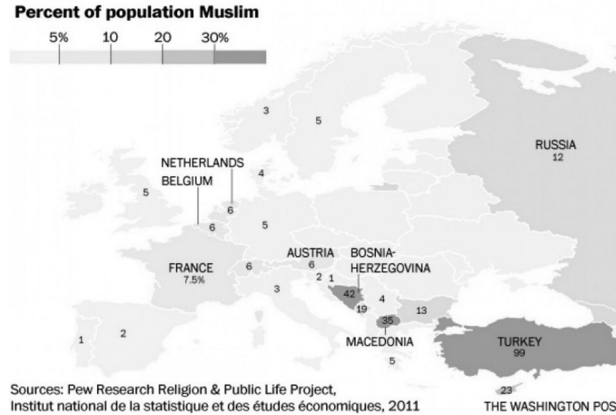 Percent of population Muslim
5% 10 20 30%
3
5
RUSSIA
12
NETHERLANDS
4
BELGIUM
5
6
6
5
AUSTRIA
BOSNIA-
HERZEGOVINA
FRANCE
7.5%
6
6
2
1
3
42
4
19
13
35
MACEDONIA
1
2
5
TURKEY
99
23
Sources: Pew Research Religion & Public Life Project,
Institut national de la statistique et des études économiques, 2011
THE WASHINGTON POS